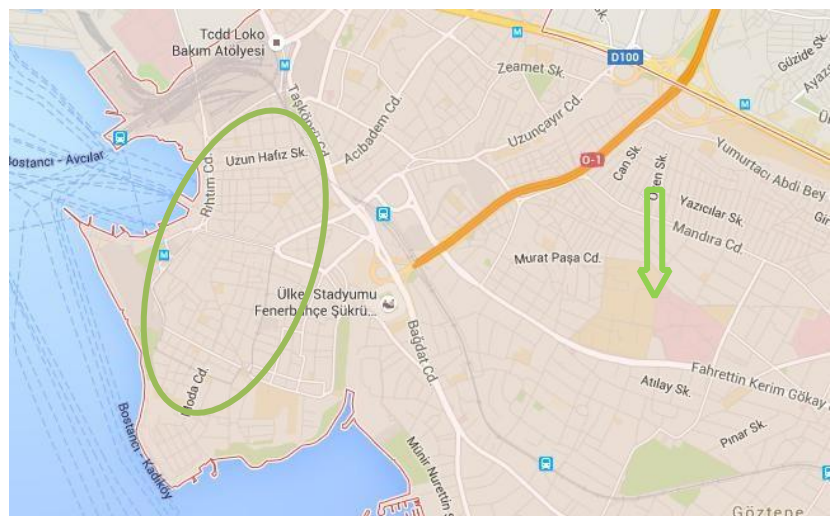 Tcdd Loko
Bakım Atölyesi
M
M
D100
Güzide Sk.
Zeamet Sk.
M
Taşköprü Cd.
Acıbadem Cd.
Uzunçayır Cd.
Bostancı - Avcılar
Uzun Hafız Sk.
Rıhtım Cd.
O-1
Can Sk.
Yumurtacı Abdi Bey
Yazıcılar Sk.
Mandıra Cd.
M
Murat Paşa Cd.
Ülker Stadyumu
Fenerbahçe Şükrü...
Bağdat Cd.
Moda Cd.
Fahrettin Kerim Gökay
Atılay Sk.
Bostancı - Kadıköy
Pınar Sk.
Münir Nurettin S
Göztepe